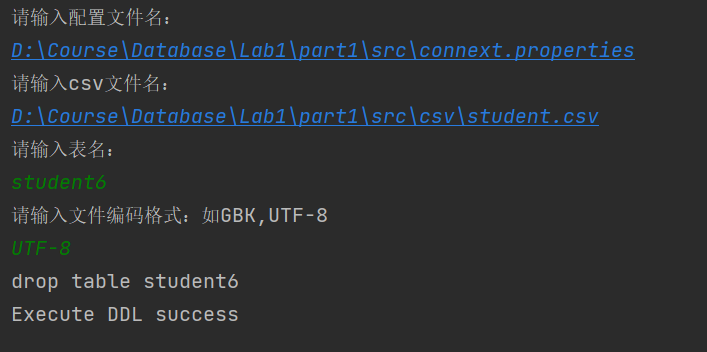 请输入配置文件名：
D:\Course\Database\Lab1\part1\src\connext.properties
请输入csv文件名：
D:\Course\Database\Lab1\part1\src\csv\student.csv
请输入表名：
student6
请输入文件编码格式：如GBK,UTF-8
UTF-8
drop table student6
Execute DDL success